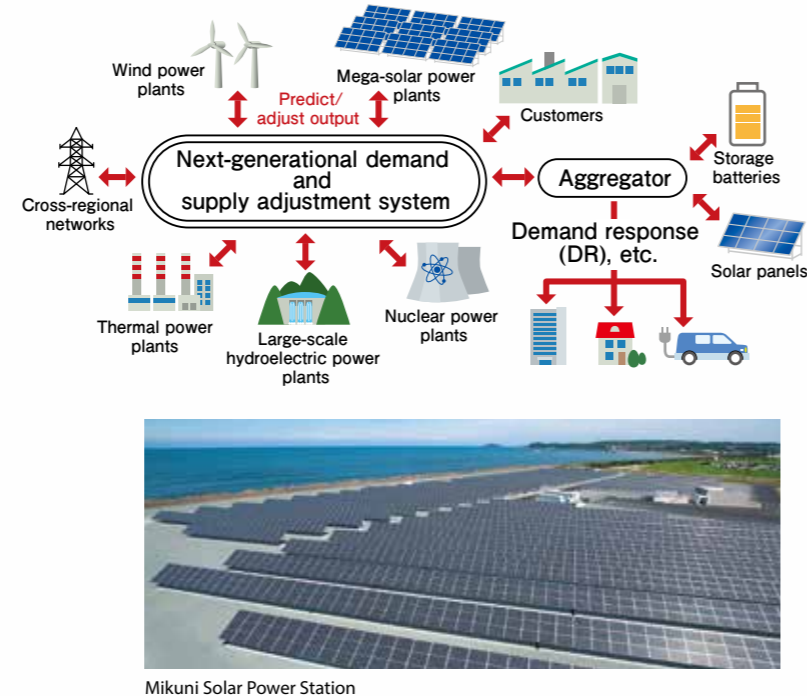 Wind power
plants
Mega-solar power
plants
Predict/
adjust output
Customers
Storage
batteries
Cross-regional
networks
Next-generational demand
and
supply adjustment system
Aggregator
Solar panels
Demand response
(DR), etc.
Thermal power
plants
Large-scale
hydroelectric power
plants
Nuclear power
plants
Mikuni Solar Power Station